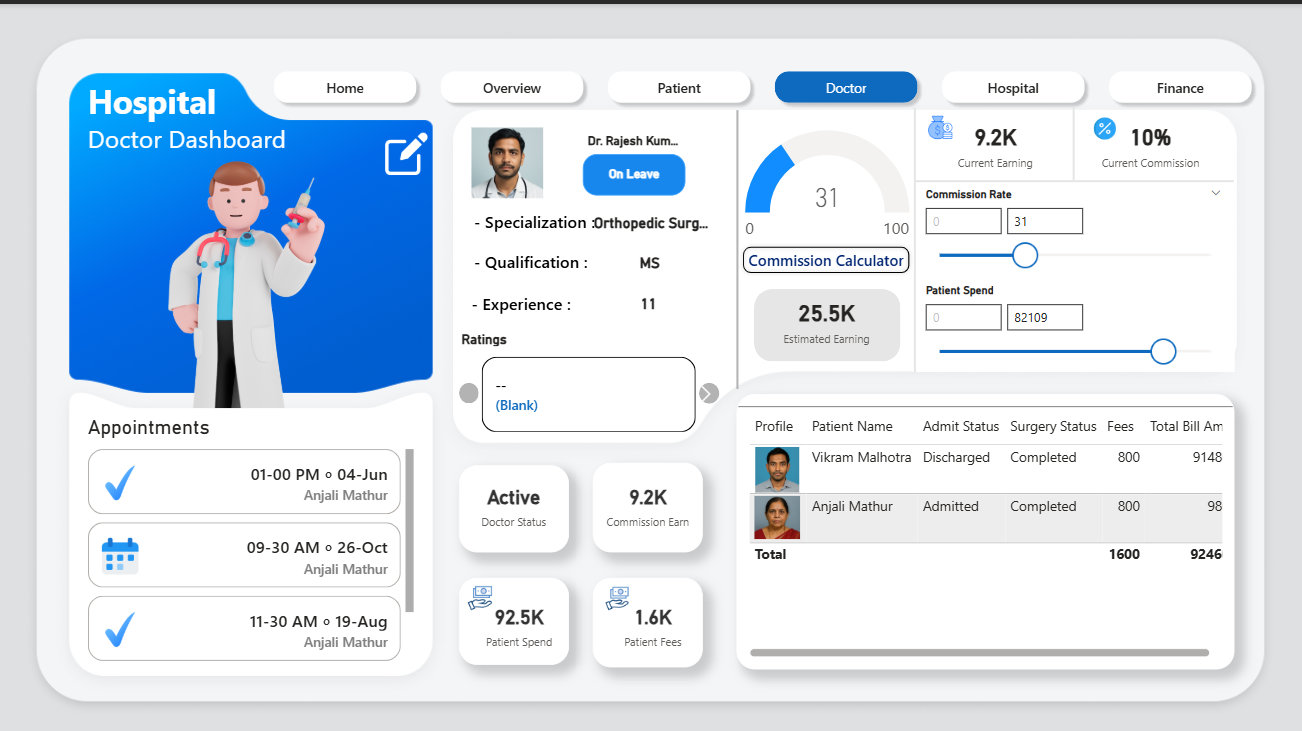 Hospital
Doctor Dashboard
Home
Overview
Patient
Doctor
Hospital
Finance
Dr. Rajesh Kum...
On Leave
- Specialization :Orthopedic Surg...
- Qualification : MS
- Experience : 11
Ratings
--
(Blank)
31
0 100
Commission Calculator
25.5K
Estimated Earning
9.2K
Current Earning
10%
Current Commission
Commission Rate
0 31
Patient Spend
0 82109
Appointments
01-00 PM ∘ 04-Jun
Anjali Mathur
09-30 AM ∘ 26-Oct
Anjali Mathur
11-30 AM ∘ 19-Aug
Anjali Mathur
Active
Doctor Status
9.2K
Commission Earn
92.5K
Patient Spend
1.6K
Patient Fees
Profile Patient Name Admit Status Surgery Status Fees Total Bill Am
Vikram Malhotra Discharged Completed 800 9148
Anjali Mathur Admitted Completed 800 98
Total 1600 9246